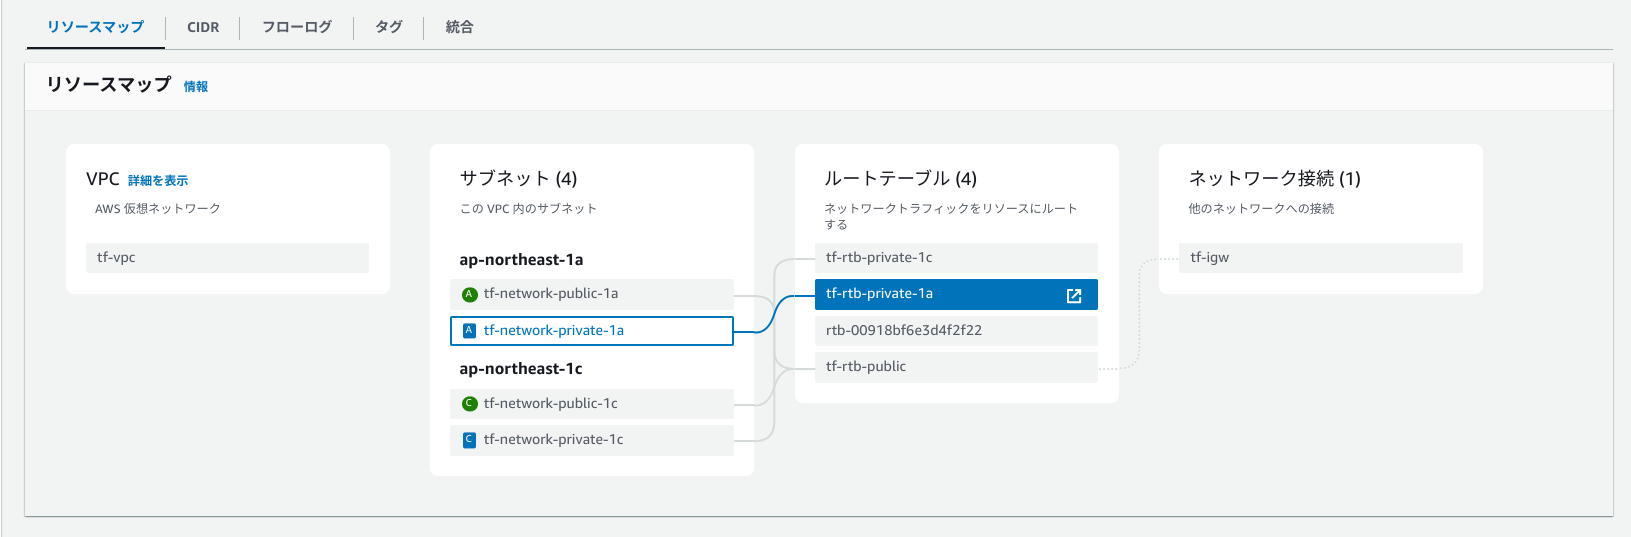 リソースマップ
CIDR
フローログ
タグ
統合
リソースマップ 情報
VPC 詳細を表示
AWS 仮想ネットワーク
tf-vpc
サブネット (4)
この VPC 内のサブネット
ap-northeast-1a
A tf-network-public-1a
A tf-network-private-1a
ap-northeast-1c
C tf-network-public-1c
C tf-network-private-1c
ルートテーブル (4)
ネットワークトラフィックをリソースにルート
する
tf-rtb-private-1c
tf-rtb-private-1a
rtb-00918bf6e3d4f2f22
tf-rtb-public
ネットワーク接続 (1)
他のネットワークへの接続
tf-igw